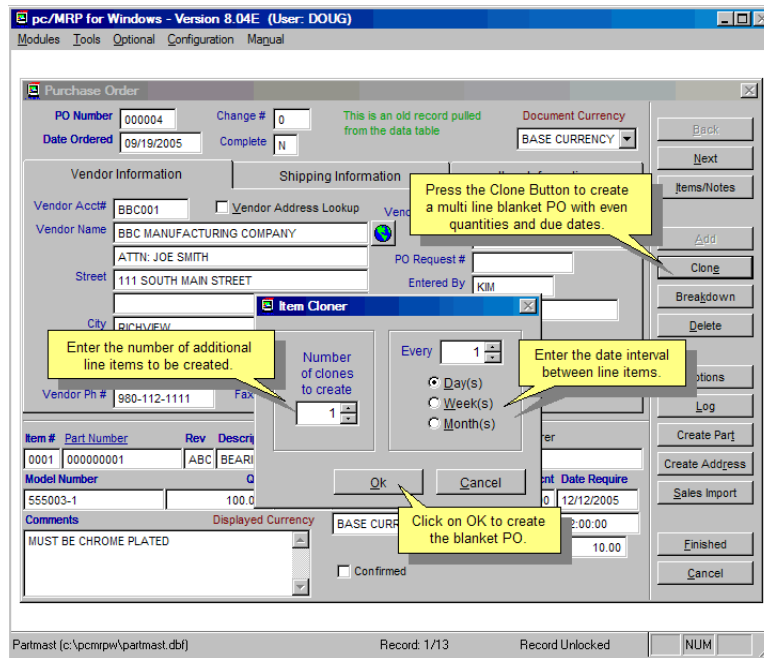 pc/MRP for Windows - Version 8.04E (User: DOUG)
Modules Tools Optional Configuration Manual
Purchase Order
PO Number 000004 Change # 0 This is an old record pulled from the data table Document Currency
Date Ordered 09/19/2005 Complete N BASE CURRENCY
Back
Next
Items/Notes
Add
Clone
Breakdown
Delete
Log
Create Part
Create Address
Sales Import
Finished
Cancel
Vendor Information Shipping Information
Press the Clone Button to create
a multi line blanket PO with even
quantities and due dates.
Vendor Acct# BBC001 Vendor Address Lookup
Vendor Name BBC MANUFACTURING COMPANY
ATTN: JOE SMITH
PO Request #
Street 111 SOUTH MAIN STREET Entered By KIM
City RICHVIEW
Vendor Ph # 980-112-1111 Fax
Item Cloner
Enter the number of additional
line items to be created.
Number
of clones
to create
1
Every 1
Day(s)
Week(s)
Month(s)
Enter the date interval
between line items.
Ok Cancel
Click on OK to create
the blanket PO.
Item # Part Number Rev
0001 000000001 ABC
Model Number Date Require
555003-1 100.0 12/12/2005
Comments Displayed Currency
MUST BE CHROME PLATED
10.00
Confirmed
Partmast (c:\pcmrpw\partmast.dbf) Record: 1/13 Record Unlocked NUM